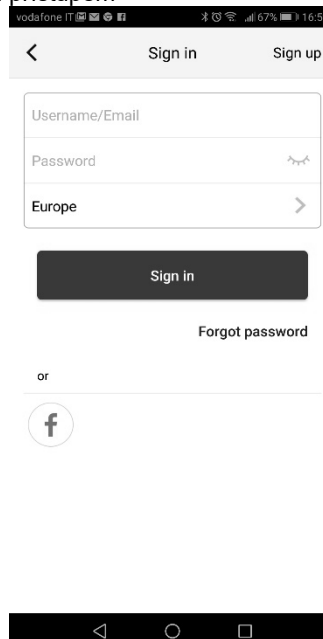 vodafone IT 67% 16:5
Sign in Sign up
Username/Email
Password
Europe
Sign in
Forgot password
or
f